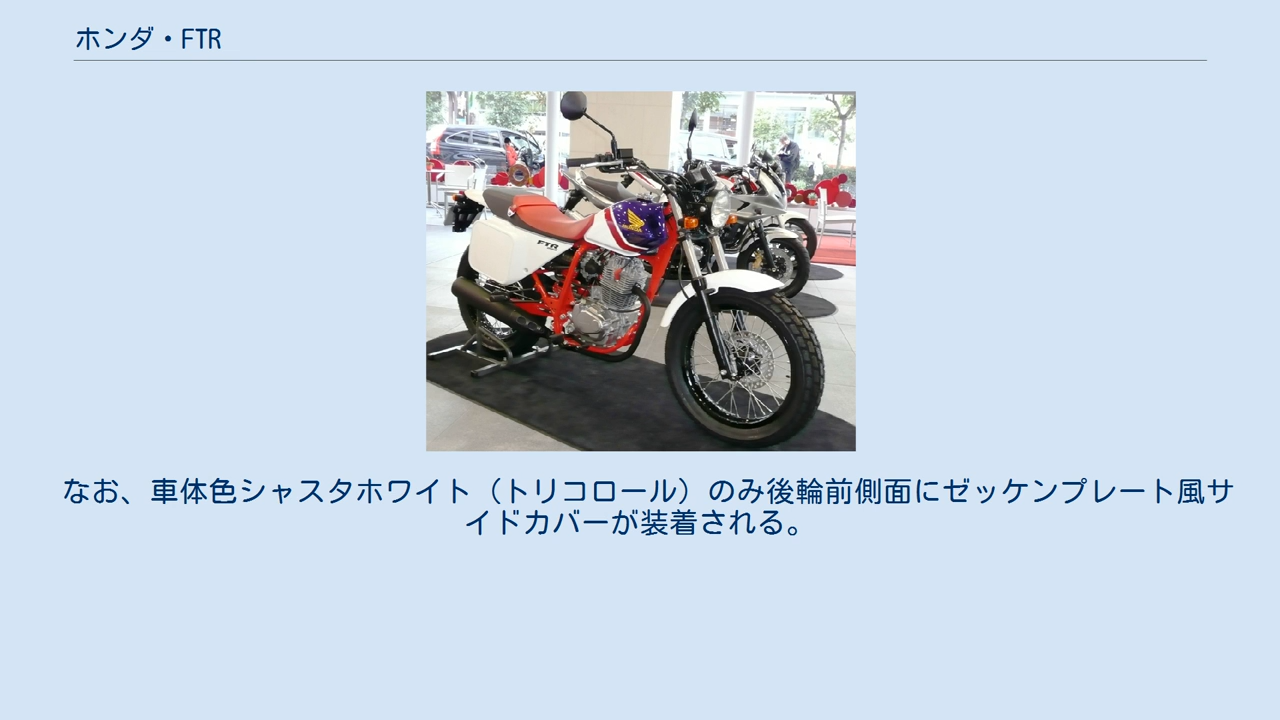 ホンダ・FTR
FTR
なお、車体色シャスタホワイト（トリコロール）のみ後輪前側面にゼッケンプレート風サ
イドカバーが装着される。